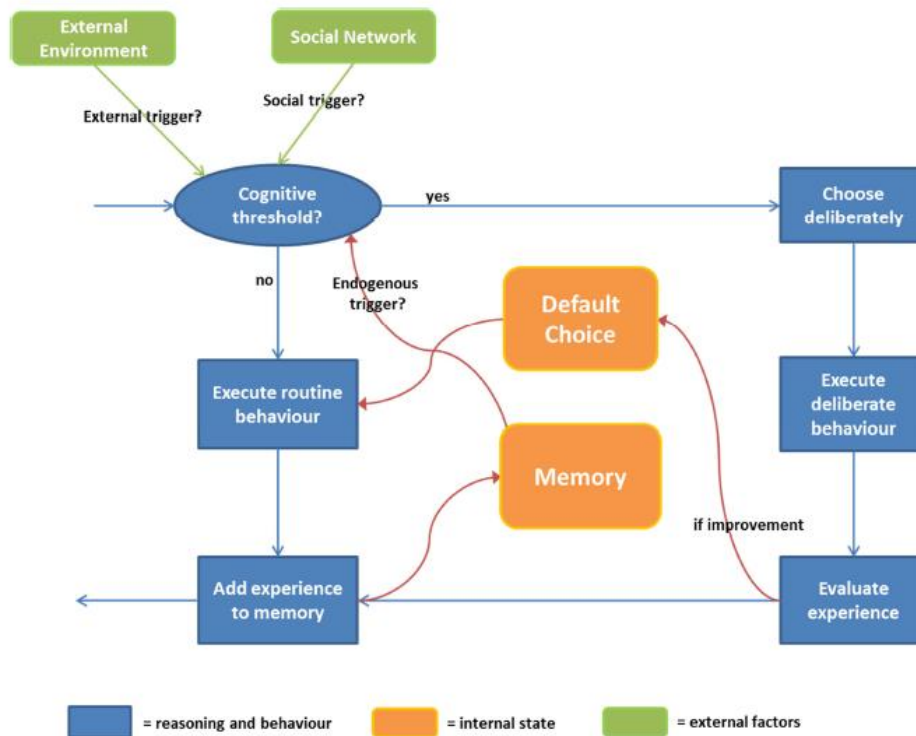 External
Environment
Social Network
External trigger?
Social trigger?
Cognitive
threshold?
yes
Choose
deliberately
no
Endogenous
trigger?
Default
Choice
Execute routine
behaviour
Execute
deliberate
behaviour
Memory
if improvement
Add experience
to memory
Evaluate
experience
= reasoning and behaviour
= internal state
= external factors